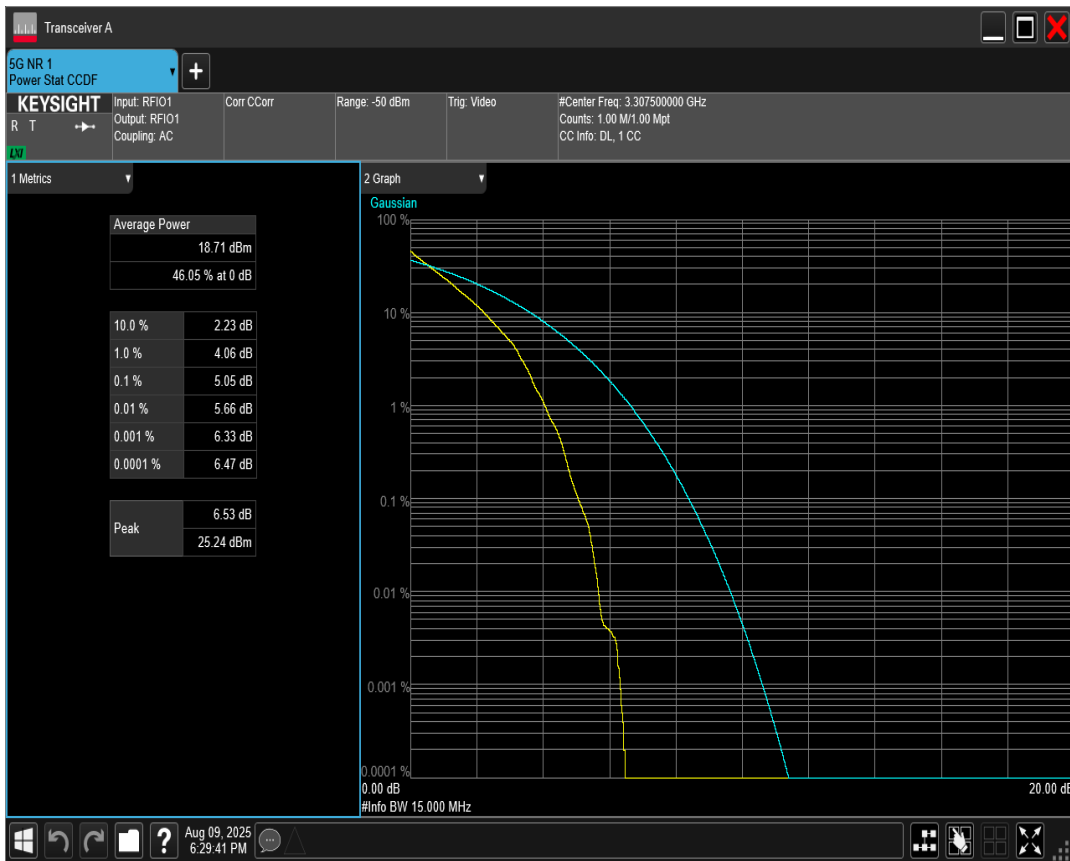 Transceiver A
5G NR 1
Power Stat CCDF
+
KEYSIGHT
R T
LXI
Input: RFIO1
Output: RFIO1
Coupling: AC
Corr CCorr
Range: -50 dBm
Trig: Video
#Center Freq: 3.307500000 GHz
Counts: 1.00 M/1.00 Mpt
CC Info: DL, 1 CC
1 Metrics
Average Power
18.71 dBm
46.05 % at 0 dB
10.0 % 2.23 dB
1.0 % 4.06 dB
0.1 % 5.05 dB
0.01 % 5.66 dB
0.001 % 6.33 dB
0.0001 % 6.47 dB
Peak
6.53 dB
25.24 dBm
2 Graph
Gaussian
100 %
10 %
1 %
0.1 %
0.01 %
0.001 %
0.0001 %
0.00 dB 20.00 dB
#Info BW 15.000 MHz
?
Aug 09, 2025
6:29:41 PM